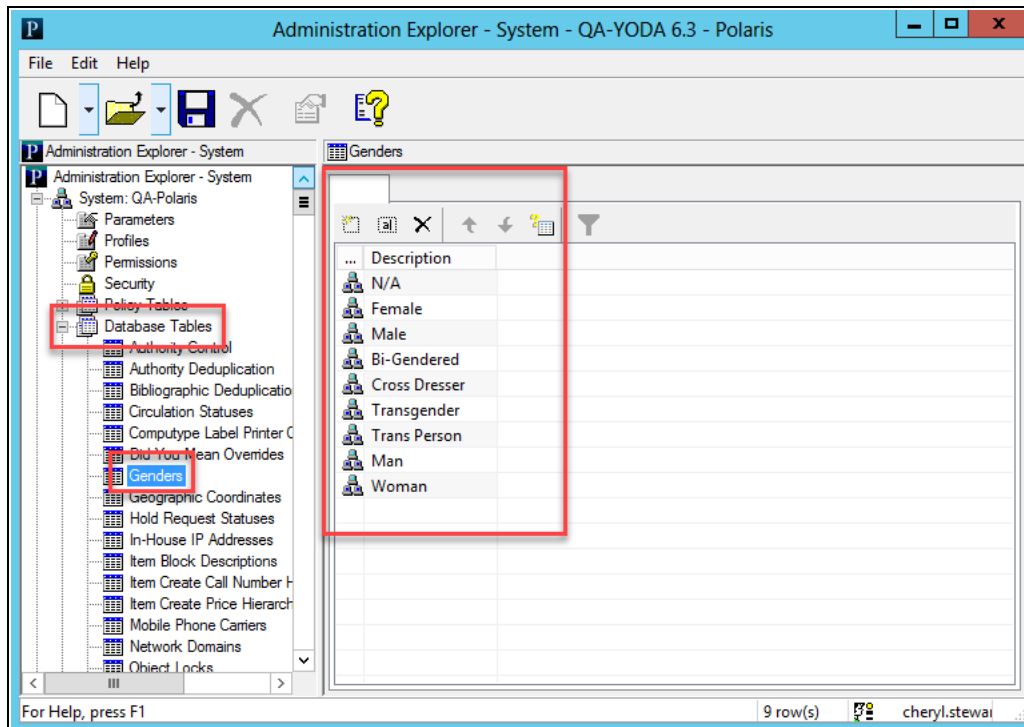 P Administration Explorer - System - QA-YODA 6.3 - Polaris
File Edit Help
P Administration Explorer - System
Genders
P Administration Explorer - System
System: QA-Polaris
Parameters
Profiles
Permissions
Security
Policy Tables
Database Tables
Authority Control
Authority Deduplication
Bibliographic Deduplicatio
Circulation Statuses
Computype Label Printer C
Did You Mean Overrides
Genders
Geographic Coordinates
Hold Request Statuses
In-House IP Addresses
Item Block Descriptions
Item Create Call Number H
Item Create Price Hierarch
Mobile Phone Carriers
Network Domains
Object Locks
... Description
N/A
Female
Male
Bi-Gendered
Cross Dresser
Transgender
Trans Person
Man
Woman
For Help, press F1
9 row(s)
cheryl.stewa